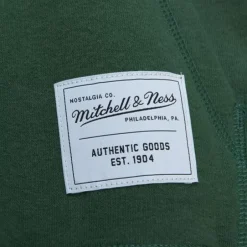 NOSTALGIA CO.
Mitchell & Ness
PHILADELPHIA, PA.
AUTHENTIC GOODS
EST. 1904